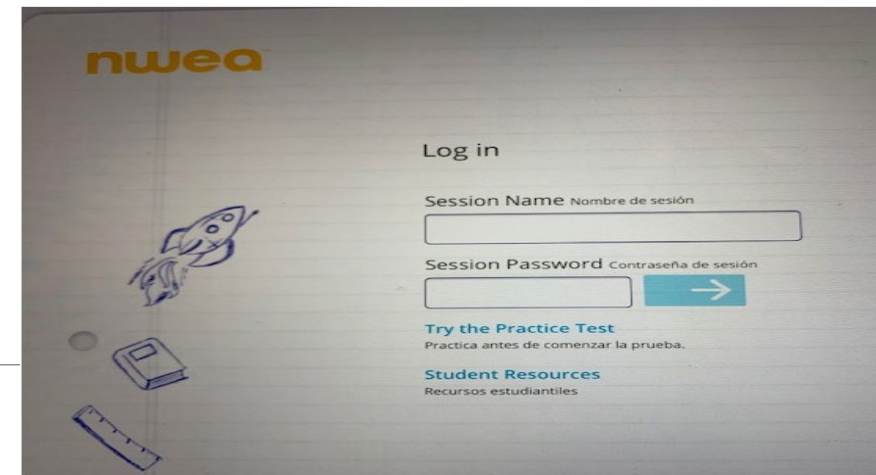 nwea
Log in
Session Name Nombre de sesión
Session Password Contraseña de sesión
Try the Practice Test
Practica antes de comenzar la prueba.
Student Resources
Recursos estudiantiles